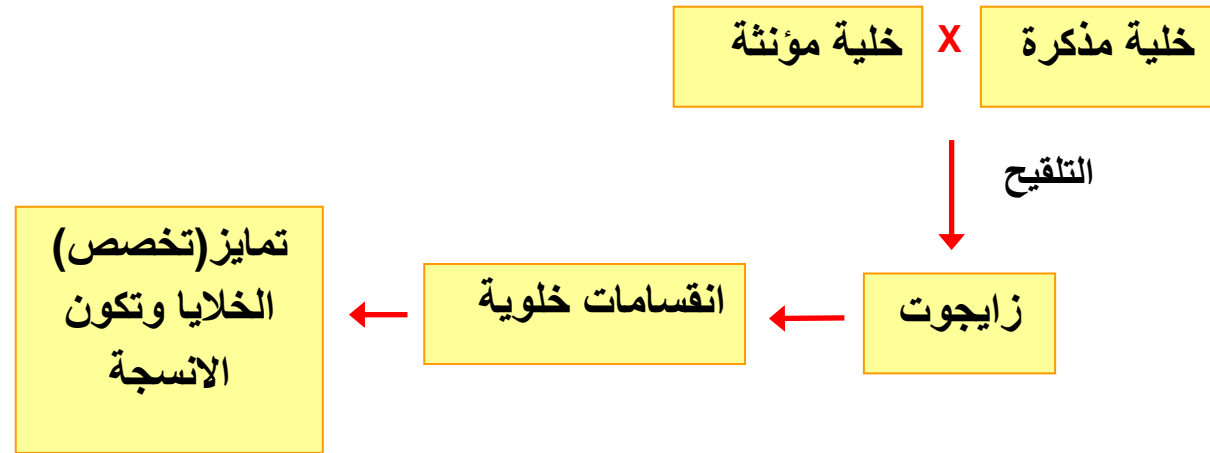 خلية مذكرة
X
خلية مؤنثة
التلقيح
زايجوت
انقسامات خلوية
تمايز(تخصص)
الخلايا وتكون
الانسجة